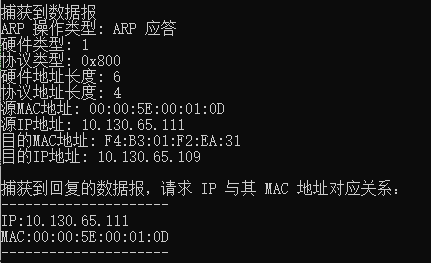 捕获到数据报
ARP 操作类型: ARP 应答
硬件类型: 1
协议类型: 0x800
硬件地址长度: 6
协议地址长度: 4
源MAC地址: 00:00:5E:00:01:0D
源IP地址: 10.130.65.111
目的MAC地址: F4:B3:01:F2:EA:31
目的IP地址: 10.130.65.109
捕获到回复的数据报，请求 IP 与其 MAC 地址对应关系：
---------------------
IP:10.130.65.111
MAC:00:00:5E:00:01:0D
---------------------